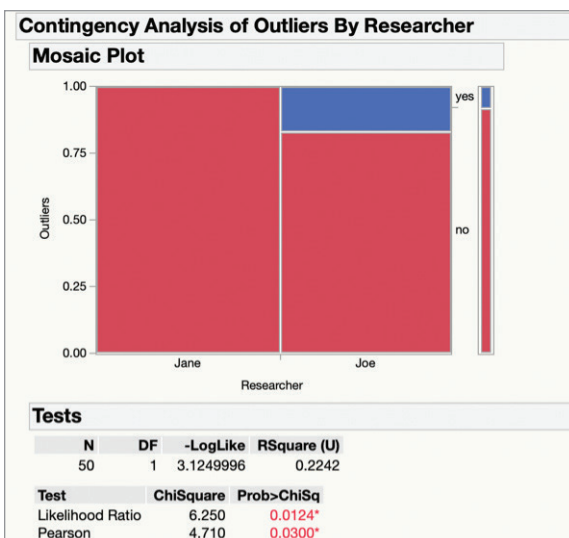 Contingency Analysis of Outliers By Researcher
Mosaic Plot
1.00
yes
0.75
Outliers
0.50
no
0.25
0.00
Jane Joe
Researcher
Tests
N DF -LogLike RSquare (U)
50 1 3.1249996 0.2242
Test ChiSquare Prob>ChiSq
Likelihood Ratio 6.250 0.0124*
Pearson 4.710 0.0300*